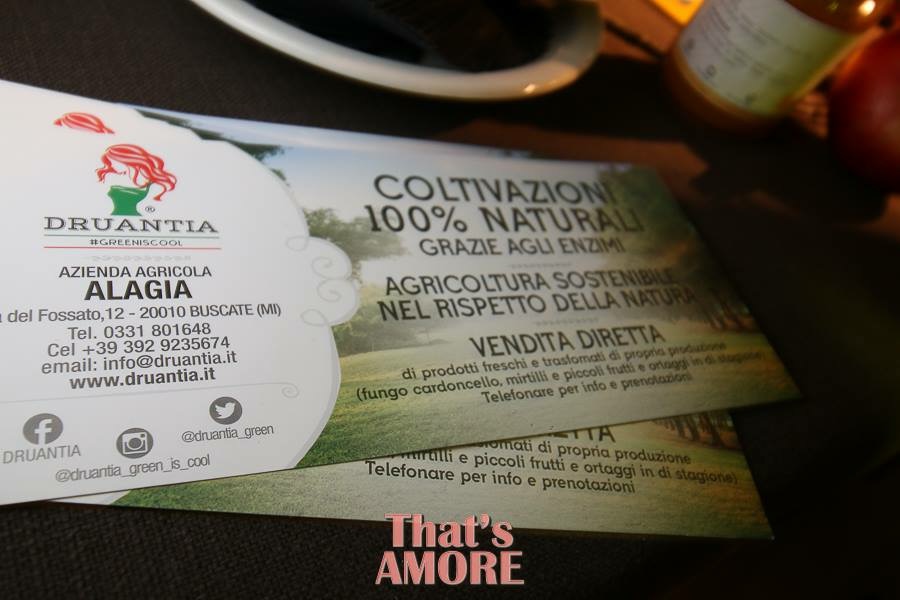 DRUANTIA
®
#GREENISCOOL
AZIENDA AGRICOLA
ALAGIA
del Fossato,12 - 20010 BUSCATE (MI)
Tel. 0331 801648
Cel +39 392 9235674
email: info@druantia.it
www.druantia.it
DRUANTIA
@druantia_green_is_cool
@druantia_green
COLTIVAZIONI
100% NATURALI
GRAZIE AGLI ENZIMI
AGRICOLTURA SOSTENIBILE
NEL RISPETTO DELLA NATURA
VENDITA DIRETTA
di prodotti freschi e trasfomati di propria produzione
(fungo cardoncello, mirtilli e piccoli frutti e ortaggi in di stagione)
Telefonare per info e prenotazioni
di propria produzione
mirtilli e piccoli frutti e ortaggi in di stagione)
Telefonare per info e prenotazioni
That's
AMORE